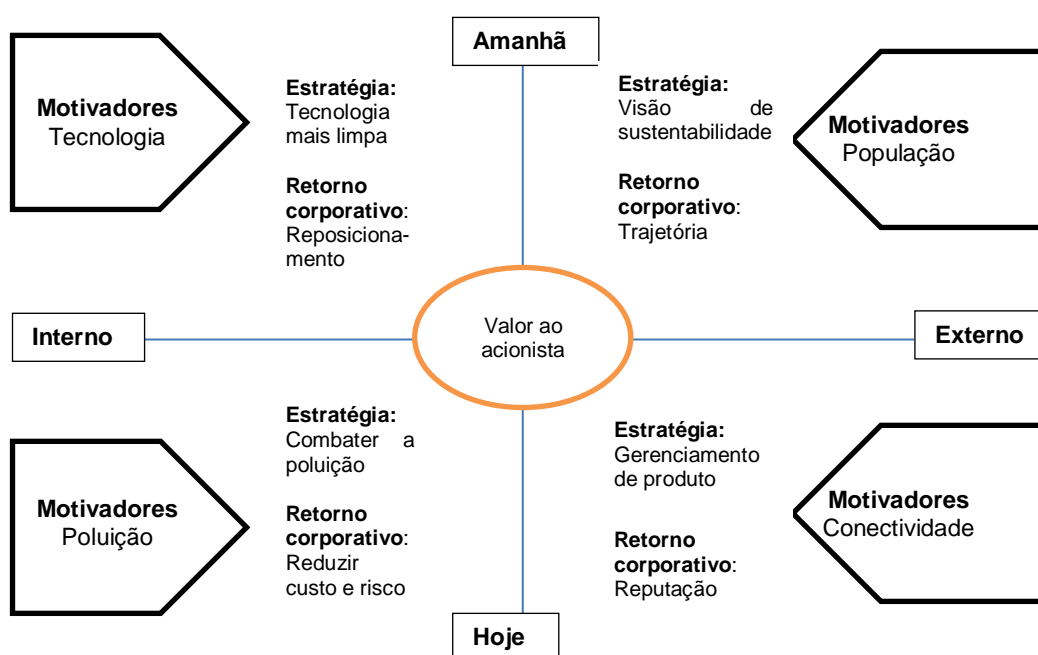 Amanhã
Motivadores
Tecnologia
Estratégia:
Tecnologia
mais limpa
Retorno
corporativo:
Reposiciona-
mento
Estratégia:
Visão de
sustentabilidade
Retorno
corporativo:
Trajetória
Motivadores
População
Interno
Valor ao
acionista
Externo
Motivadores
Poluição
Estratégia:
Combater a
poluição
Retorno
corporativo:
Reduzir
custo e risco
Estratégia:
Gerenciamento
de produto
Retorno
corporativo:
Reputação
Motivadores
Conectividade
Hoje